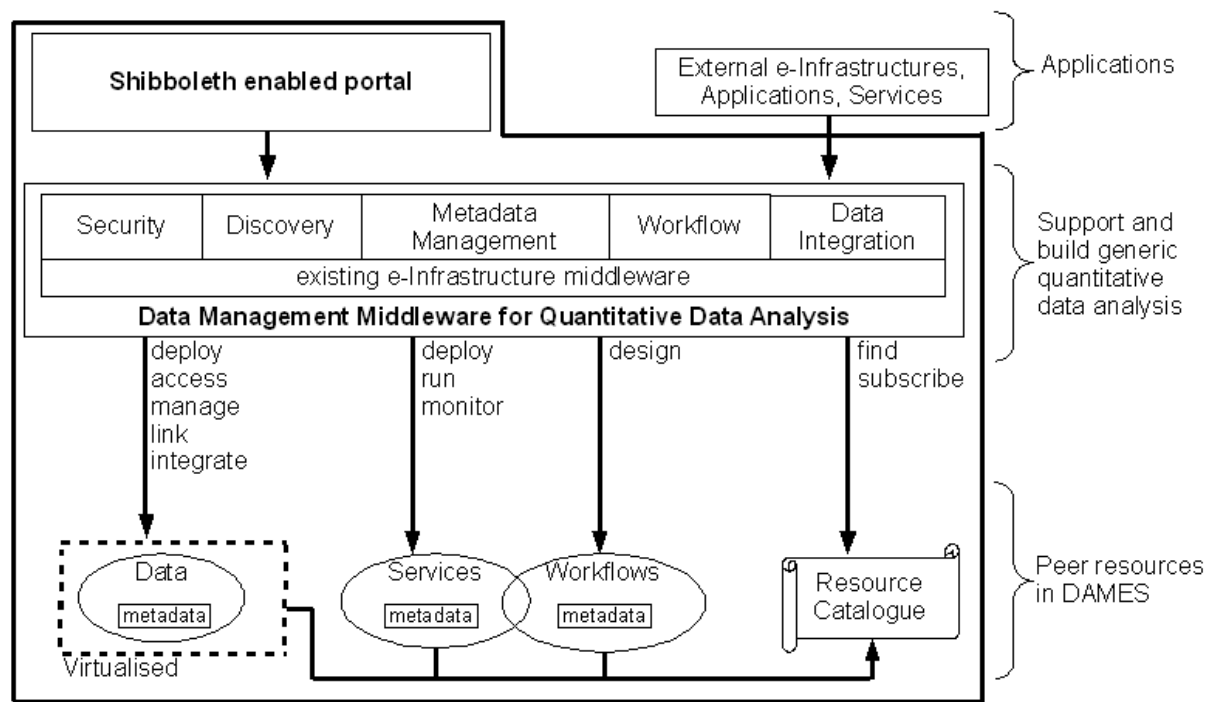 Shibboleth enabled portal
External e-Infrastructures,
Applications, Services
Applications
Security
Discovery
Metadata
Management
Workflow
Data
Integration
existing e-Infrastructure middleware
Data Management Middleware for Quantitative Data Analysis
Support and
build generic
quantitative
data analysis
deploy
access
manage
link
integrate
deploy
run
monitor
design
find
subscribe
Data
metadata
Virtualised
Services
metadata
Workflows
metadata
Resource
Catalogue
Peer resources
in DAMES